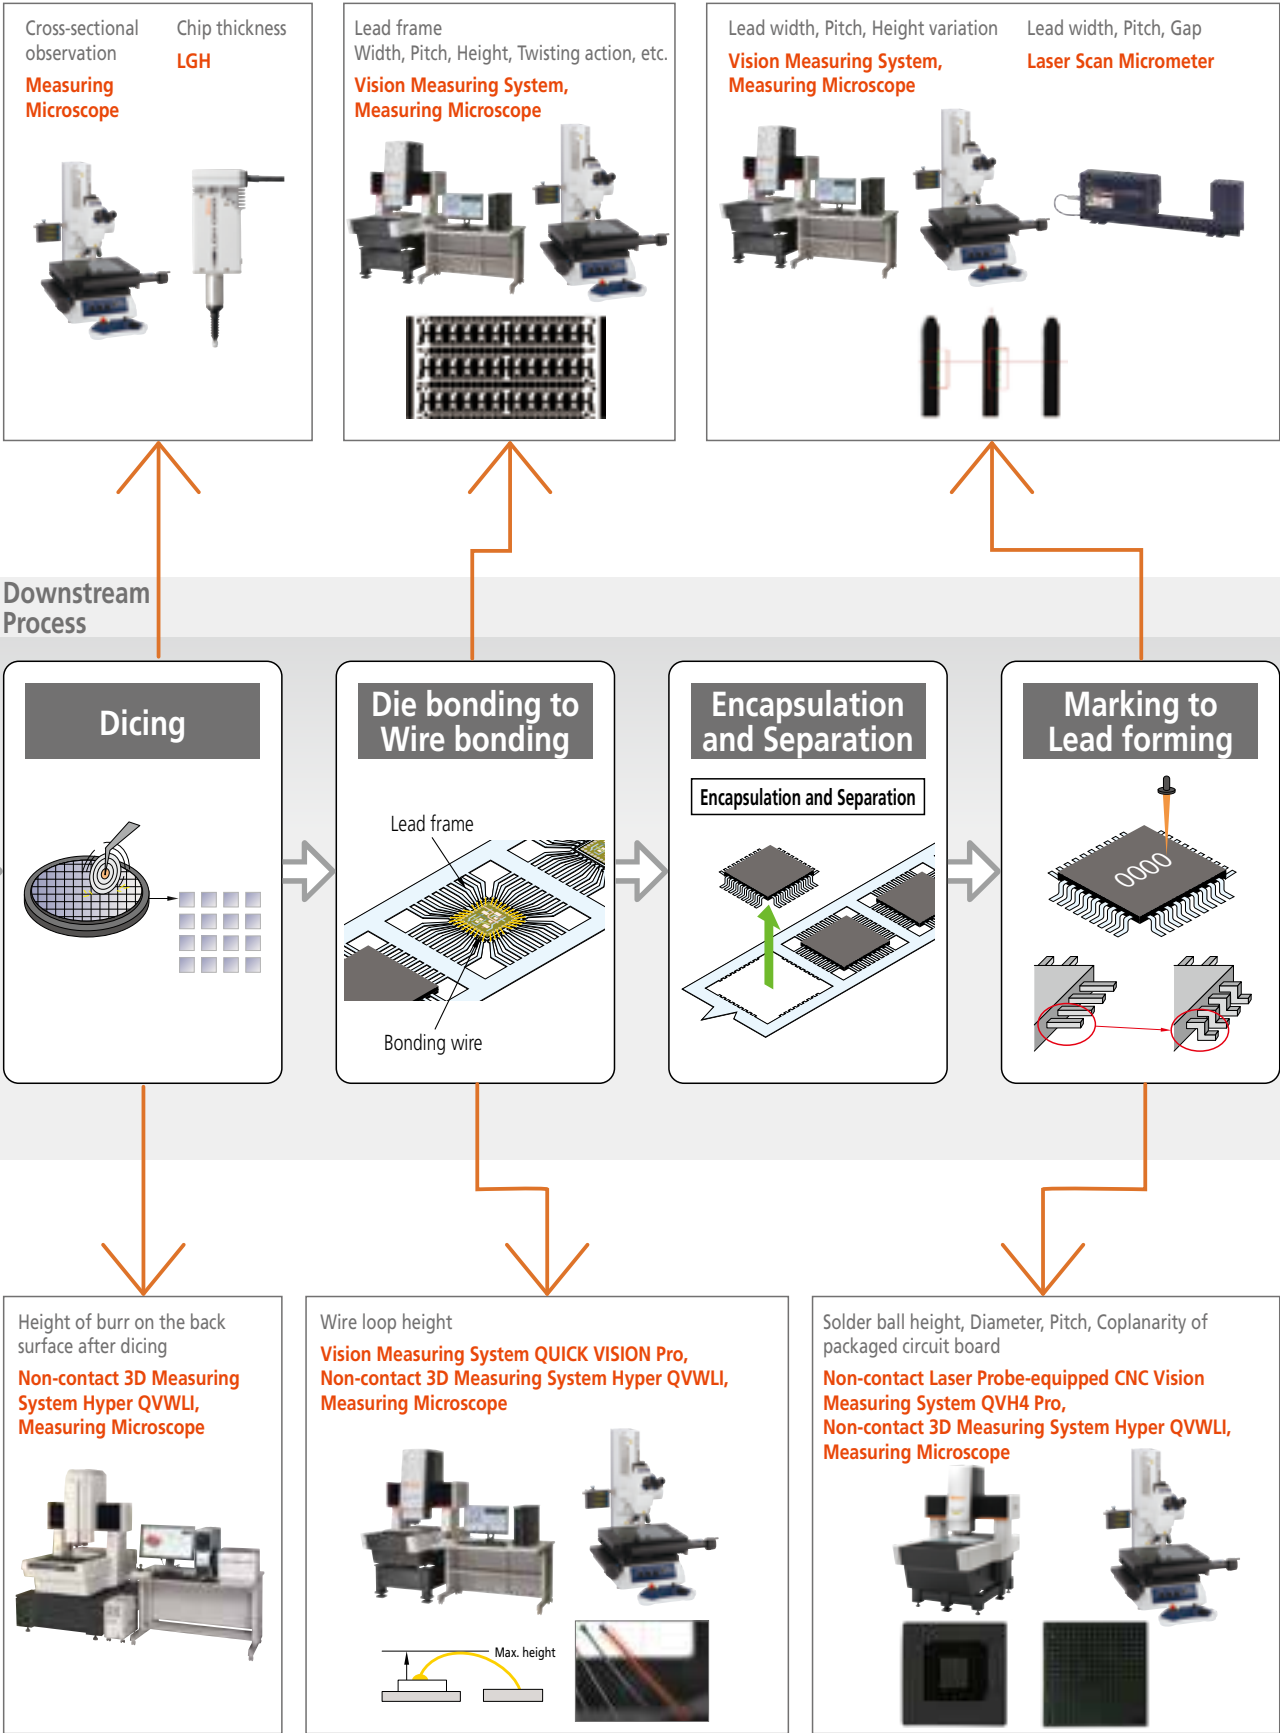 Cross-sectional
observation
Measuring
Microscope
Chip thickness
LGH
Lead frame
Width, Pitch, Height, Twisting action, etc.
Vision Measuring System,
Measuring Microscope
Lead width, Pitch, Height variation
Vision Measuring System,
Measuring Microscope
Lead width, Pitch, Gap
Laser Scan Micrometer
Downstream
Process
Dicing
Die bonding to
Wire bonding
Lead frame
Bonding wire
Encapsulation
and Separation
Encapsulation and Separation
Marking to
Lead forming
0000
Height of burr on the back
surface after dicing
Non-contact 3D Measuring
System Hyper QVWLI,
Measuring Microscope
Wire loop height
Vision Measuring System QUICK VISION Pro,
Non-contact 3D Measuring System Hyper QVWLI,
Measuring Microscope
Max. height
Solder ball height, Diameter, Pitch, Coplanarity of
packaged circuit board
Non-contact Laser Probe-equipped CNC Vision
Measuring System QVH4 Pro,
Non-contact 3D Measuring System Hyper QVWLI,
Measuring Microscope